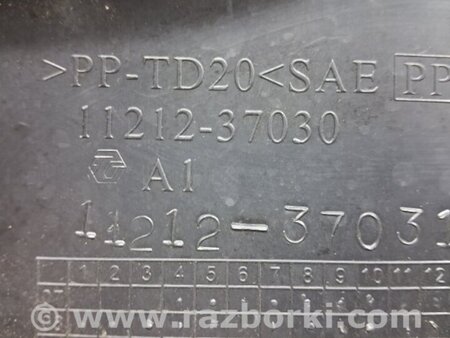 >PP-TD20<SAE PP
11212-37030
A1
11212-37031
1 2 3 4 5 6 7 8 9 10 11 12
www.razborki.com